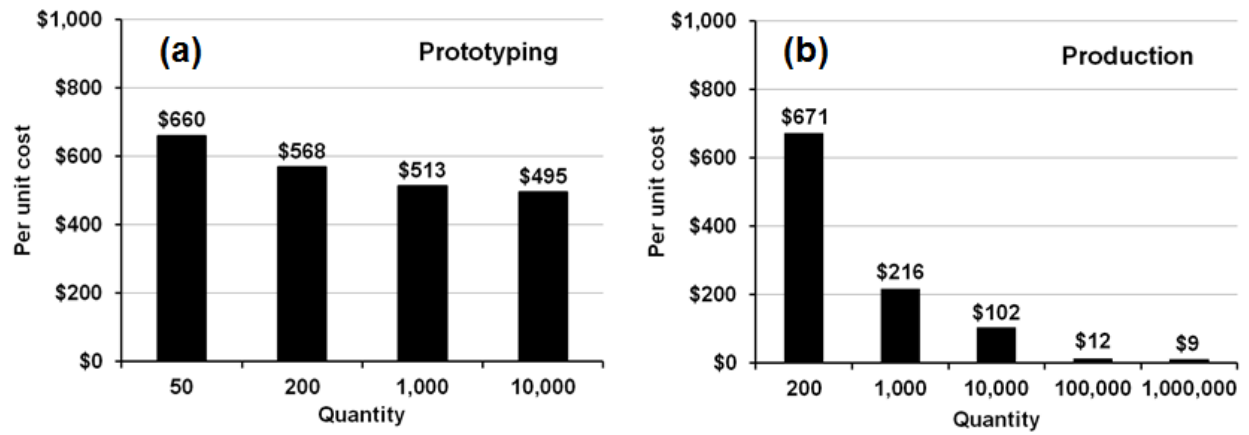 (a)
Prototyping
Per unit cost
$1,000
$800
$600
$400
$200
$0
$660
$568
$513
$495
50 200 1,000 10,000
Quantity
(b)
Production
Per unit cost
$1,000
$800
$600
$400
$200
$0
$671
$216
$102
$12
$9
200 1,000 10,000 100,000 1,000,000
Quantity